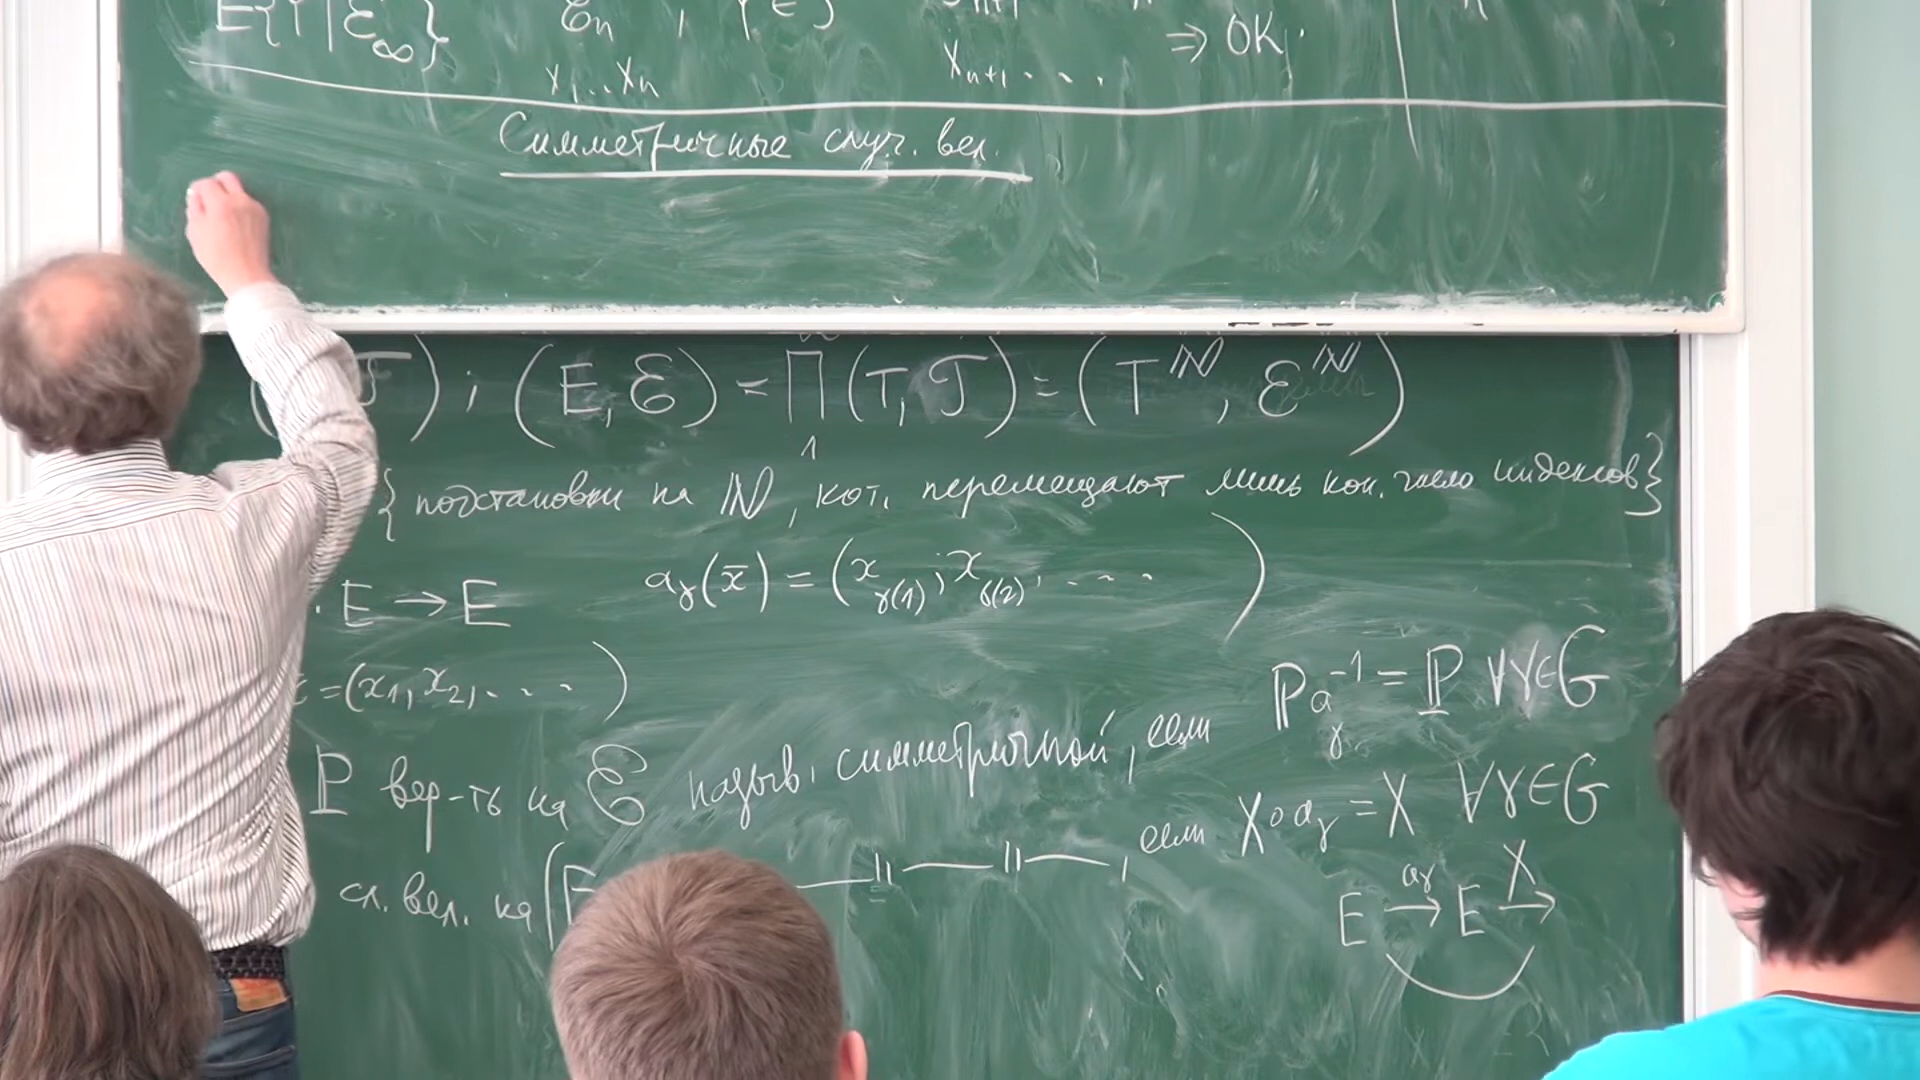 E{Y|ℰ∞} ℰn
x1...xn Xn+1 . . . . ⇒ OK
Симметричные случ. вел.
𝒯) ; (E, ℰ) = ∏ (T, 𝒯) = (T^ℕ, ℰ^ℕ)
1
{подстановки на ℕ, кот. перемещают лишь кон. число индексов}
E → E aγ(x̄) = (xγ(1), xγ(2), . . . . )
=(x1, x2, . . . . )
ℙ вер-ть на ℰ назыв. симметричной, если ℙaγ^-1 = ℙ ∀γ∈G
сл. вел. на (E —||—||—, если X∘aγ = X ∀γ∈G
E →aγ E →X